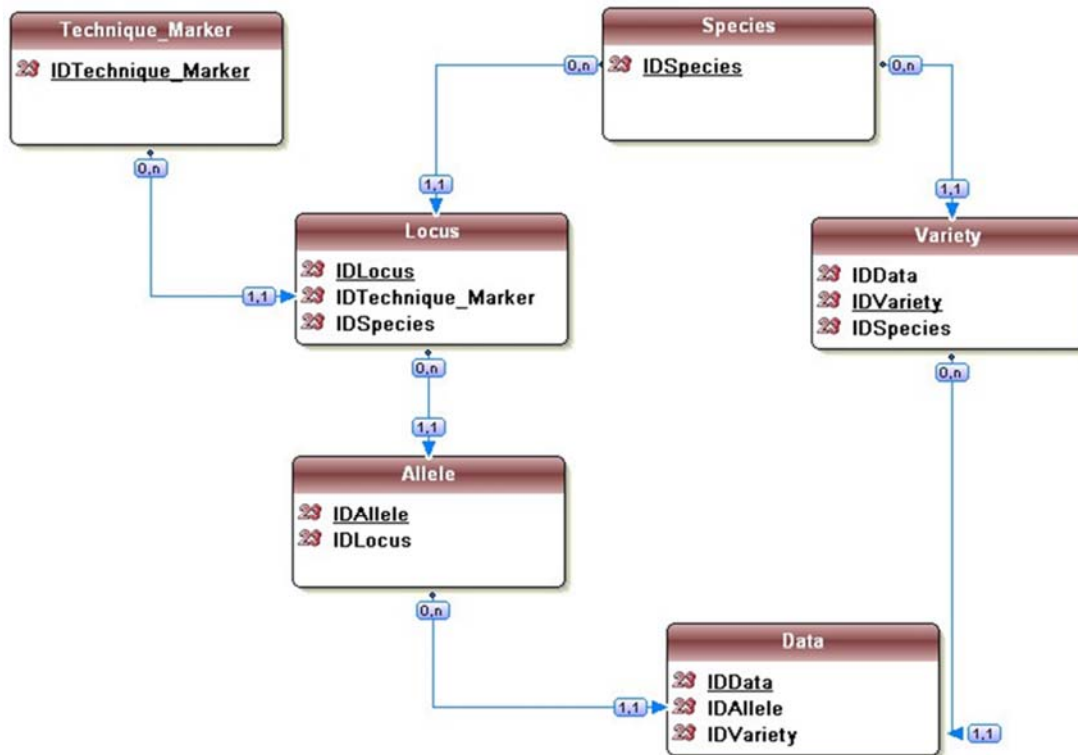 Technique_Marker
IDTechnique_Marker
Species
IDSpecies
0,n
0,n
0,n
1,1
1,1
Locus
IDLocus
IDTechnique_Marker
IDSpecies
1,1
Variety
IDData
IDVariety
IDSpecies
0,n
0,n
1,1
Allele
IDAllele
IDLocus
0,n
Data
IDData
IDAllele
IDVariety
1,1
1,1